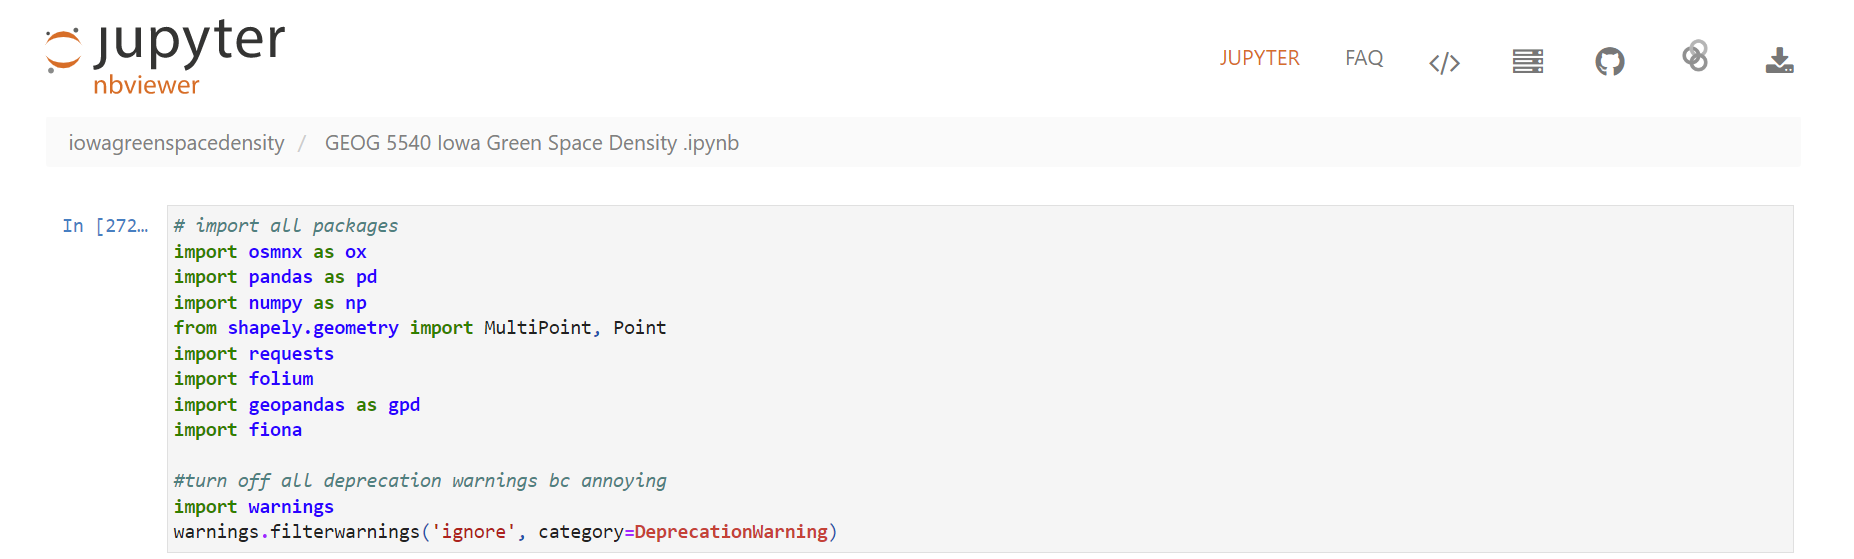 jupyter
nbviewer
JUPYTER FAQ </>
iowagreenspacedensity / GEOG 5540 Iowa Green Space Density .ipynb
In [272…
# import all packages
import osmnx as ox
import pandas as pd
import numpy as np
from shapely.geometry import MultiPoint, Point
import requests
import folium
import geopandas as gpd
import fiona
#turn off all deprecation warnings bc annoying
import warnings
warnings.filterwarnings('ignore', category=DeprecationWarning)